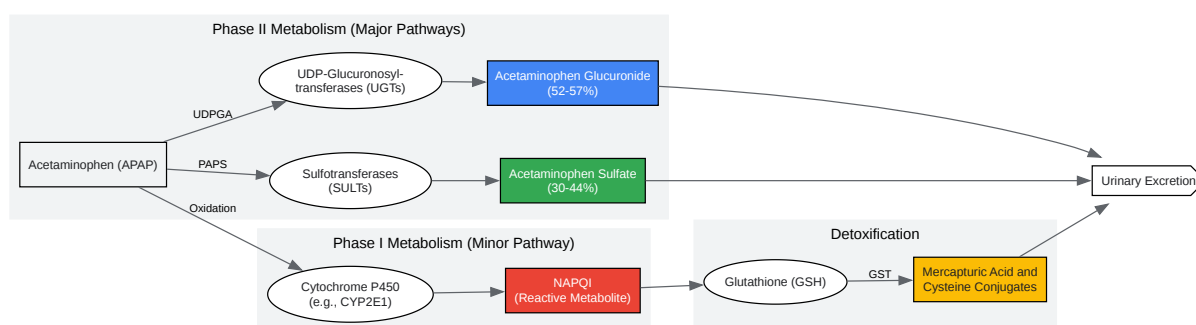 Phase II Metabolism (Major Pathways)
UDP-Glucuronosyl-
transferases (UGTs)
Acetaminophen Glucuronide
(52-57%)
UDPGA
Acetaminophen (APAP)
PAPS
Sulfotransferases
(SULTs)
Acetaminophen Sulfate
(30-44%)
Urinary Excretion
Oxidation
Phase I Metabolism (Minor Pathway)
Cytochrome P450
(e.g., CYP2E1)
NAPQI
(Reactive Metabolite)
Detoxification
Glutathione (GSH)
GST
Mercapturic Acid and
Cysteine Conjugates